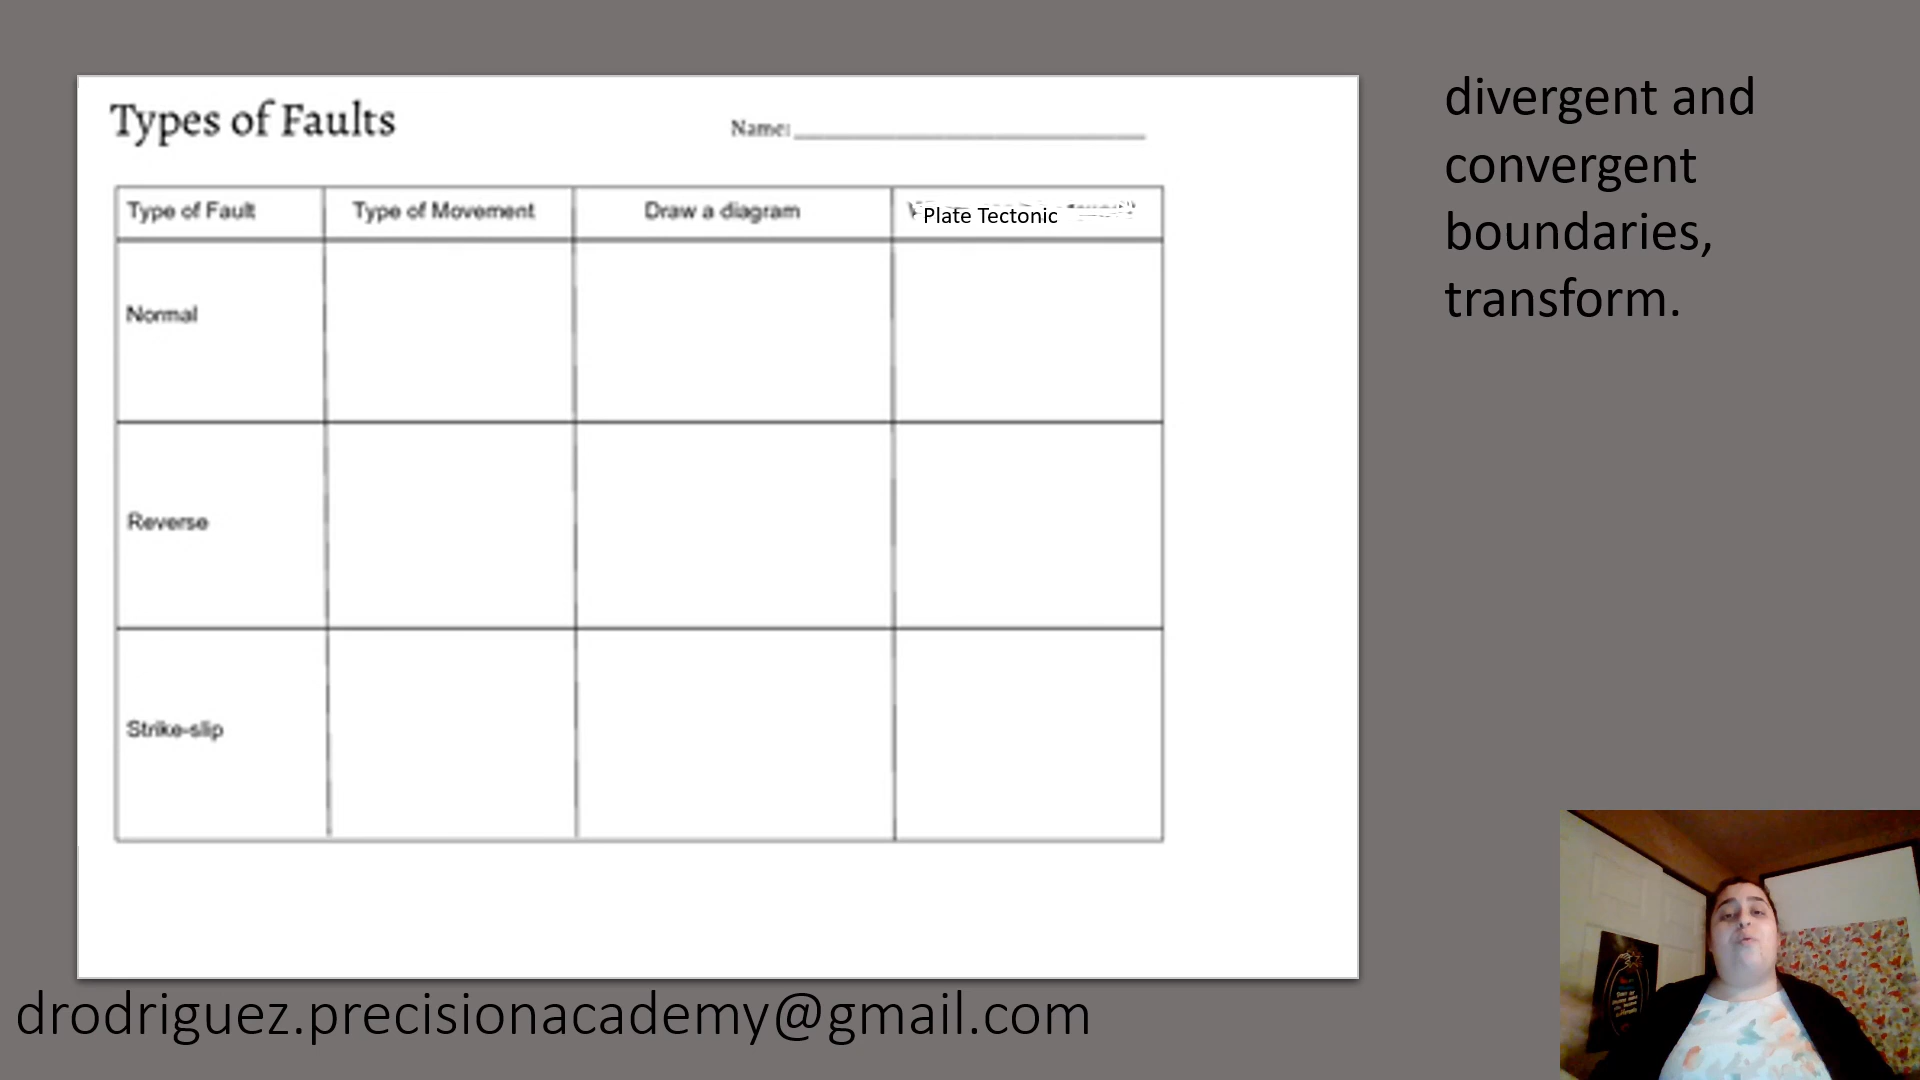 Types of Faults
Name:
Type of Fault Type of Movement Draw a diagram Plate Tectonic
Normal
Reverse
Strike-slip
divergent and
convergent
boundaries,
transform.
drodriguez.precisionacademy@gmail.com